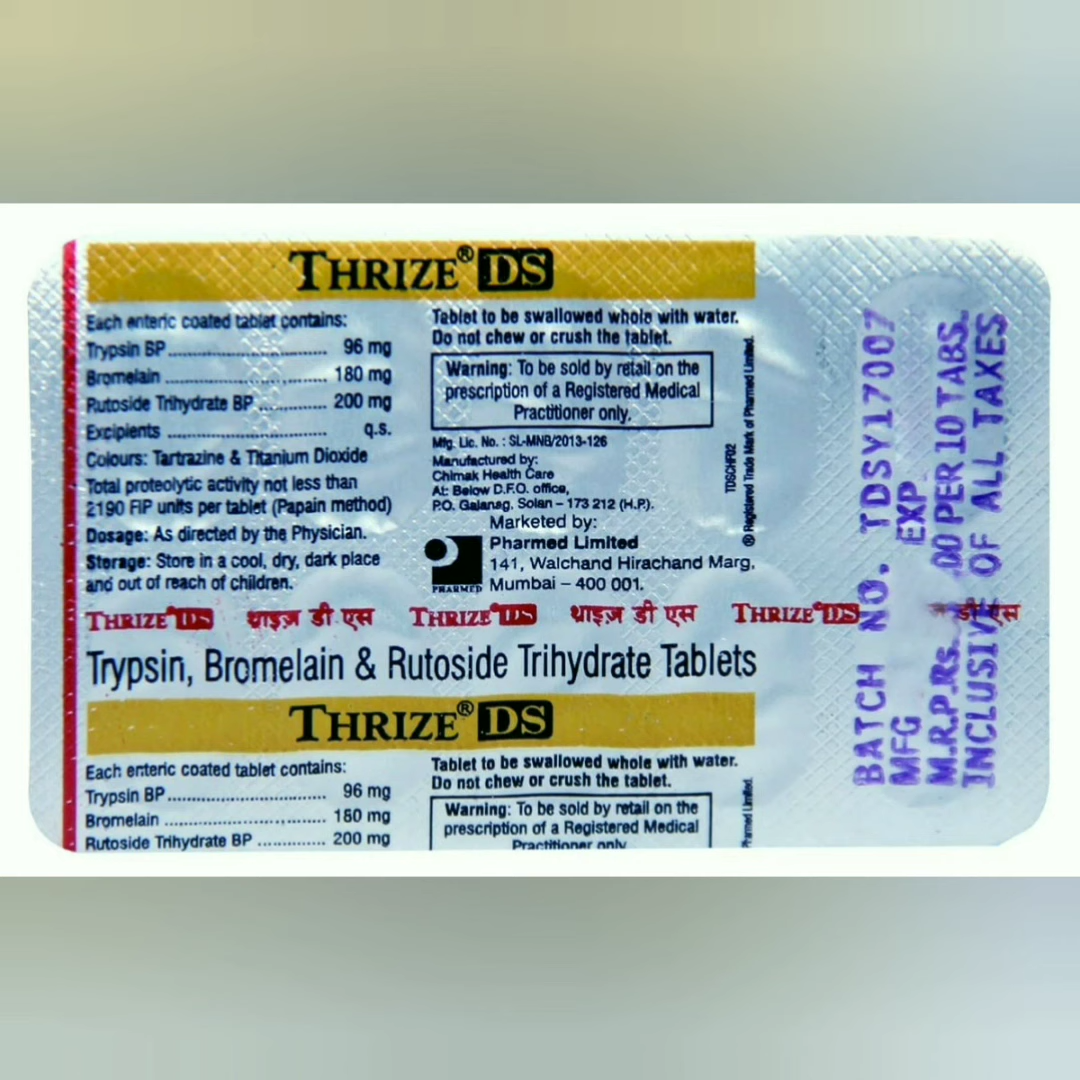 THRIZE® DS
Each enteric coated tablet contains:
Trypsin BP ............................... 96 mg
Bromelain ............................... 180 mg
Rutoside Trihydrate BP ............. 200 mg
Excipients ............................... q.s.
Colours: Tartrazine & Titanium Dioxide
Total proteolytic activity not less than
2190 FIP units per tablet (Papain method)
Dosage: As directed by the Physician.
Storage: Store in a cool, dry, dark place
and out of reach of children.
Tablet to be swallowed whole with water.
Do not chew or crush the tablet.
Warning: To be sold by retail on the
prescription of a Registered Medical
Practitioner only.
Mfg. Lic. No. : SL-MNB/2013-126
Manufactured by:
Chimak Health Care
At: Below D.F.O. office,
P.O. Galanag, Solan – 173 212 (H.P.).
Marketed by:
Pharmed Limited
141, Walchand Hirachand Marg,
Mumbai – 400 001.
PHARMED
TDSCHF02
® Registered Trade Mark of Pharmed Limited.
THRIZE® DS थ्राइज़ डी एस THRIZE® DS थ्राइज़ डी एस THRIZE® DS डी एस
Trypsin, Bromelain & Rutoside Trihydrate Tablets
THRIZE® DS
Each enteric coated tablet contains:
Trypsin BP ............................... 96 mg
Bromelain ............................... 180 mg
Rutoside Trihydrate BP ............. 200 mg
Tablet to be swallowed whole with water.
Do not chew or crush the tablet.
Warning: To be sold by retail on the
prescription of a Registered Medical
Practitioner only
Pharmed Limited.
BATCH NO. TDSY17007
MFG EXP
M.R.P.Rs. 00 PER 10 TABS.
INCLUSIVE OF ALL TAXES